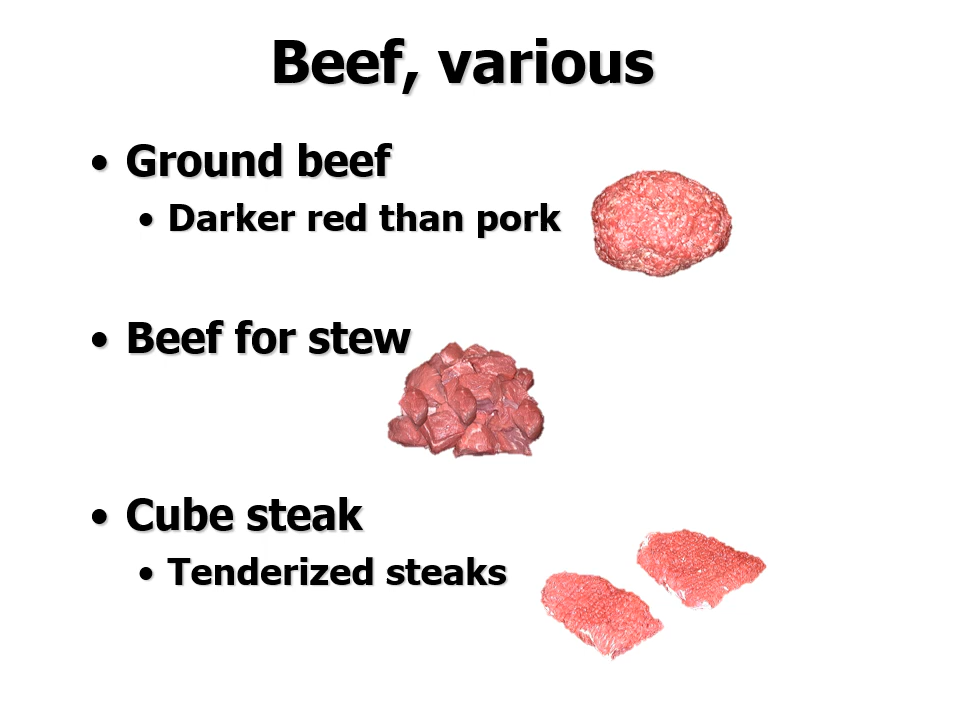 Beef, various
• Ground beef
• Darker red than pork
• Beef for stew
• Cube steak
• Tenderized steaks